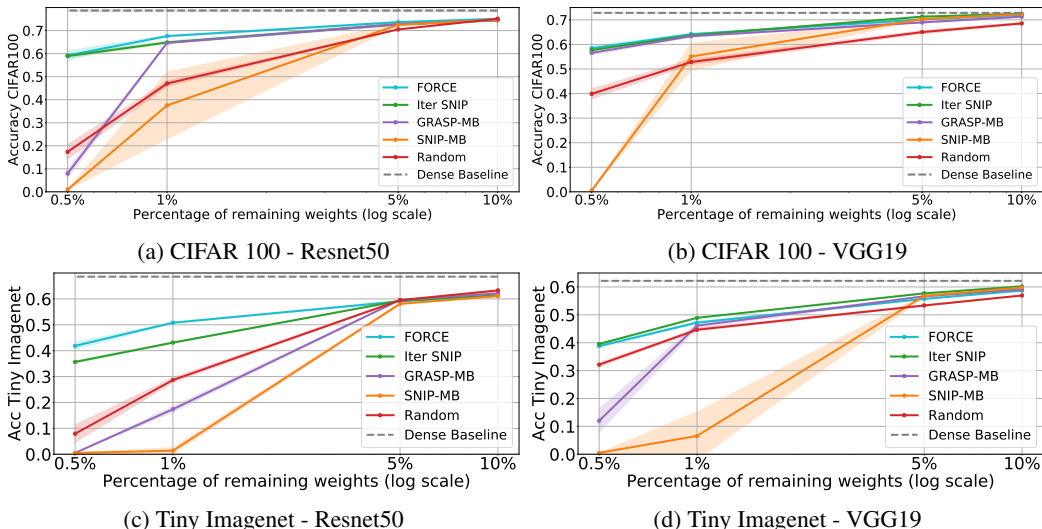 Accuracy CIFAR100
0.7
0.6
0.5
0.4
0.3
0.2
0.1
0.0
0.5%
1%
5%
10%
FORCE
Iter SNIP
GRASP-MB
SNIP-MB
Random
Dense Baseline
Percentage of remaining weights (log scale)
(a) CIFAR 100 - Resnet50
Accuracy CIFAR100
0.7
0.6
0.5
0.4
0.3
0.2
0.1
0.0
0.5%
1%
5%
10%
FORCE
Iter SNIP
GRASP-MB
SNIP-MB
Random
Dense Baseline
Percentage of remaining weights (log scale)
(b) CIFAR 100 - VGG19
Acc Tiny Imagenet
0.6
0.5
0.4
0.3
0.2
0.1
0.0
0.5%
1%
5%
10%
FORCE
Iter SNIP
GRASP-MB
SNIP-MB
Random
Dense Baseline
Percentage of remaining weights (log scale)
(c) Tiny Imagenet - Resnet50
Acc Tiny Imagenet
0.6
0.5
0.4
0.3
0.2
0.1
0.0
0.5%
1%
5%
10%
FORCE
Iter SNIP
GRASP-MB
SNIP-MB
Random
Dense Baseline
Percentage of remaining weights (log scale)
(d) Tiny Imagenet - VGG19